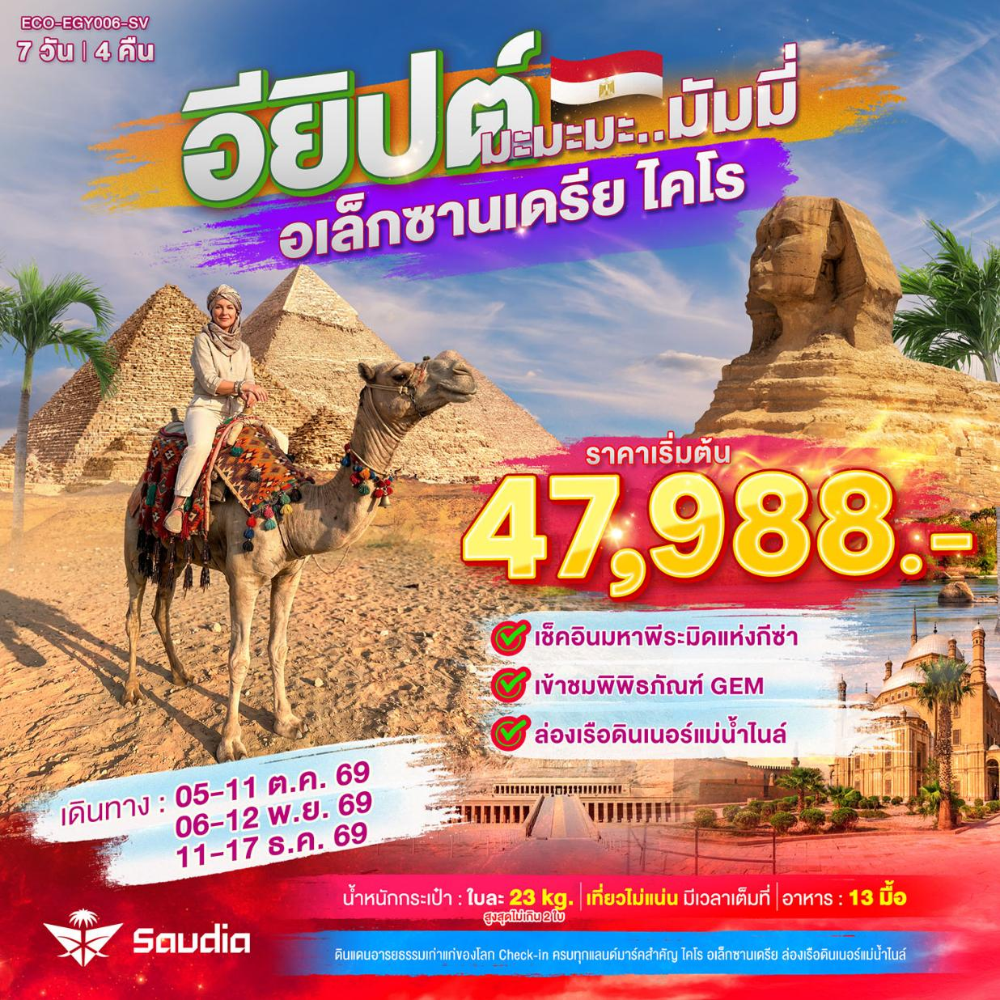 ECO-EGY006-SV
7 วัน | 4 คืน
อียิปต์
มะมะมะ..มัมมี่
อเล็กซานเดรีย ไคโร
ราคาเริ่มต้น
47,988.-
เช็คอินมหาพีระมิดแห่งกีซ่า
เข้าชมพิพิธภัณฑ์ GEM
ล่องเรือดินเนอร์แม่น้ำไนล์
เดินทาง : 05-11 ต.ค. 69
06-12 พ.ย. 69
11-17 ธ.ค. 69
น้ำหนักกระเป๋า : ใบละ 23 kg. | เที่ยวไม่แน่น มีเวลาเต็มที่ | อาหาร : 13 มื้อ
สูงสุดไม่เกิน 2 ใบ
Saudia
ดินแดนอารยธรรมเก่าแก่ของโลก Check-in ครบทุกแลนด์มาร์คสำคัญ ไคโร อเล็กซานเดรีย ล่องเรือดินเนอร์แม่น้ำไนล์